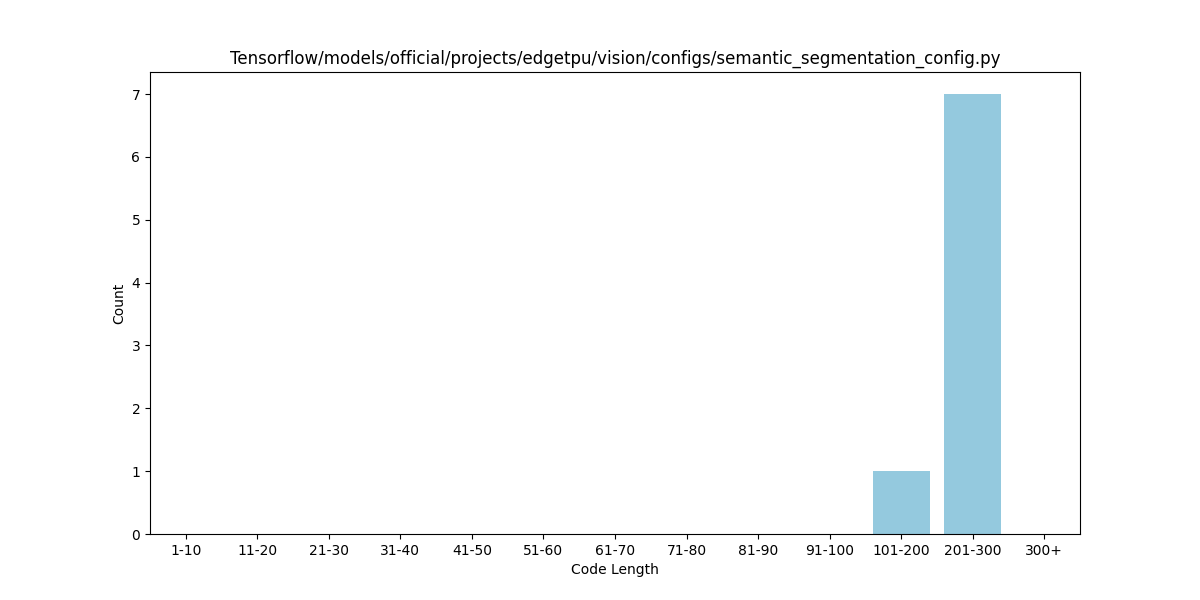 Tensorflow/models/official/projects/edgetpu/vision/configs/semantic_segmentation_config.py
7
6
5
4
3
2
1
0
Count
1-10 11-20 21-30 31-40 41-50 51-60 61-70 71-80 81-90 91-100 101-200 201-300 300+
Code Length